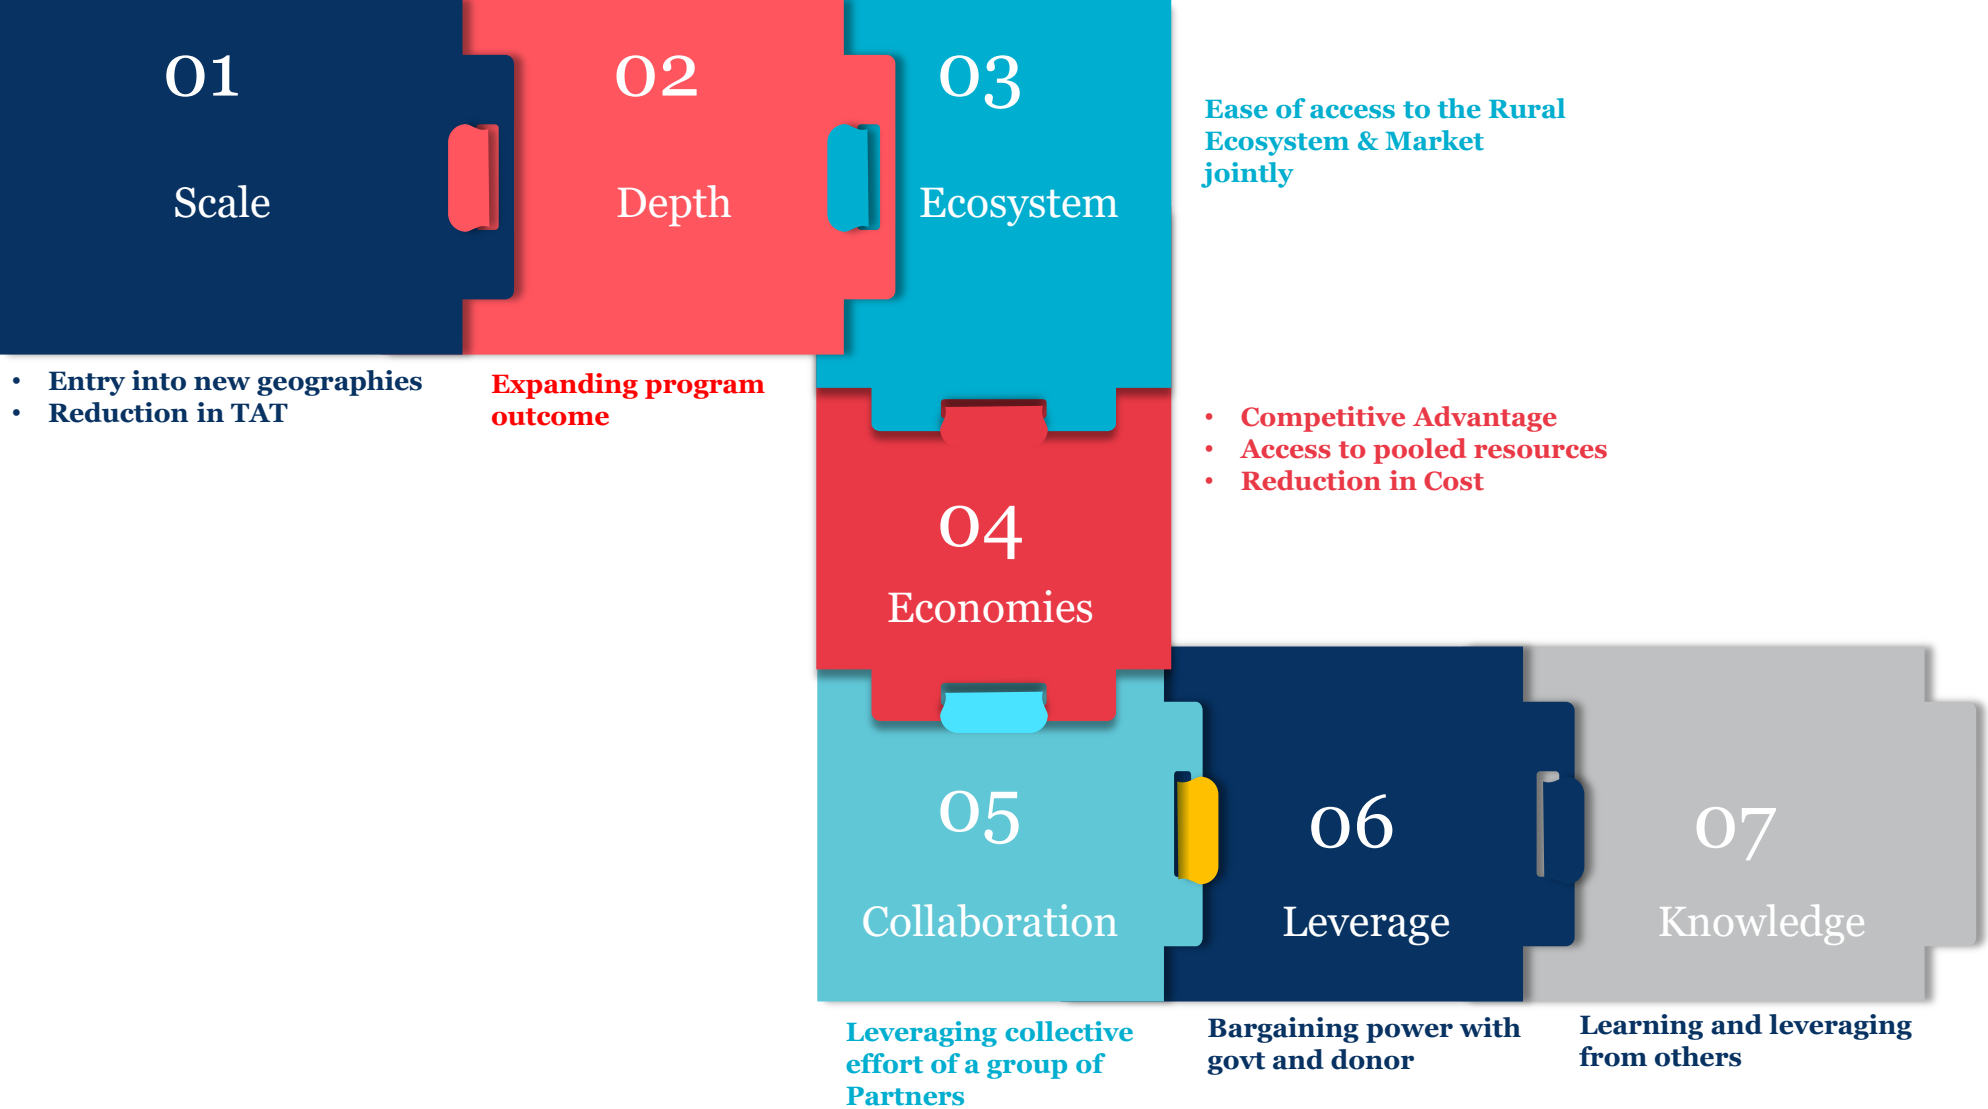 01
Scale
• Entry into new geographies
• Reduction in TAT
02
Depth
Expanding program
outcome
03
Ecosystem
Ease of access to the Rural
Ecosystem & Market
jointly
04
Economies
• Competitive Advantage
• Access to pooled resources
• Reduction in Cost
05
Collaboration
Leveraging collective
effort of a group of
Partners
06
Leverage
Bargaining power with
govt and donor
07
Knowledge
Learning and leveraging
from others